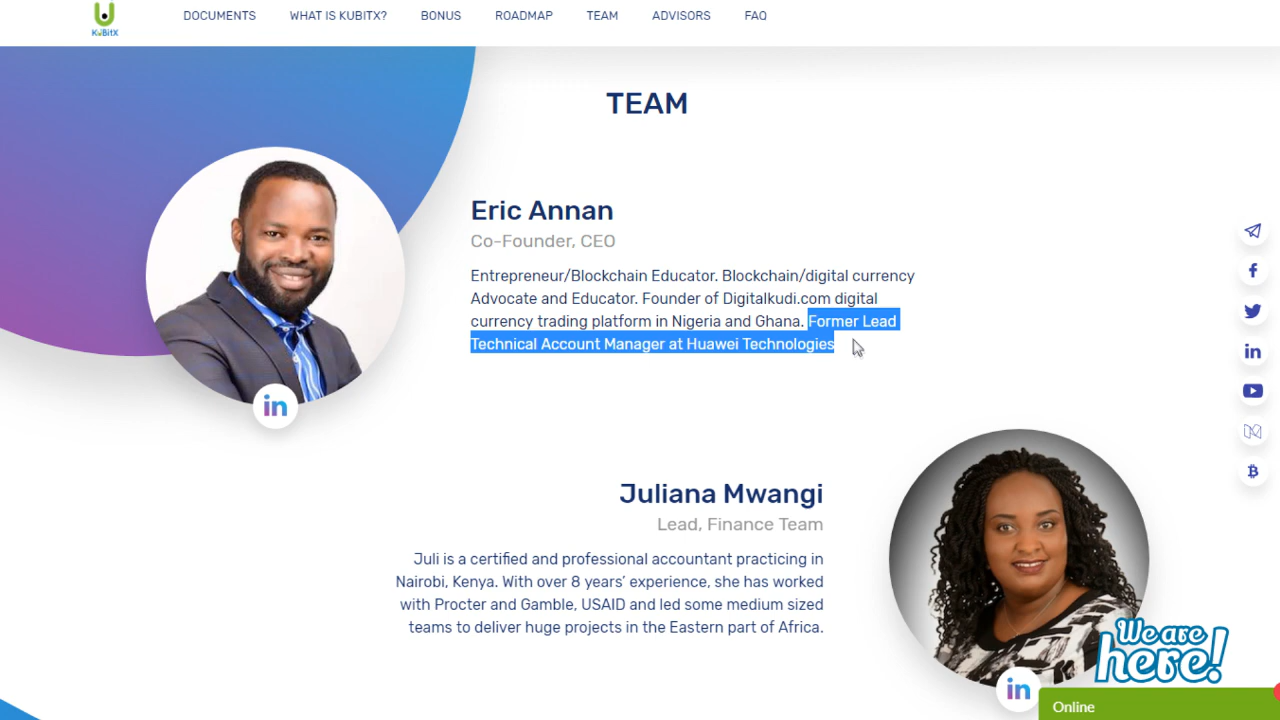 KuBitX
DOCUMENTS
WHAT IS KUBITX?
BONUS
ROADMAP
TEAM
ADVISORS
FAQ
TEAM
Eric Annan
Co-Founder, CEO
Entrepreneur/Blockchain Educator. Blockchain/digital currency
Advocate and Educator. Founder of Digitalkudi.com digital
currency trading platform in Nigeria and Ghana. Former Lead
Technical Account Manager at Huawei Technologies
in
Juliana Mwangi
Lead, Finance Team
Juli is a certified and professional accountant practicing in
Nairobi, Kenya. With over 8 years’ experience, she has worked
with Procter and Gamble, USAID and led some medium sized
teams to deliver huge projects in the Eastern part of Africa.
in
We are
here!
Online